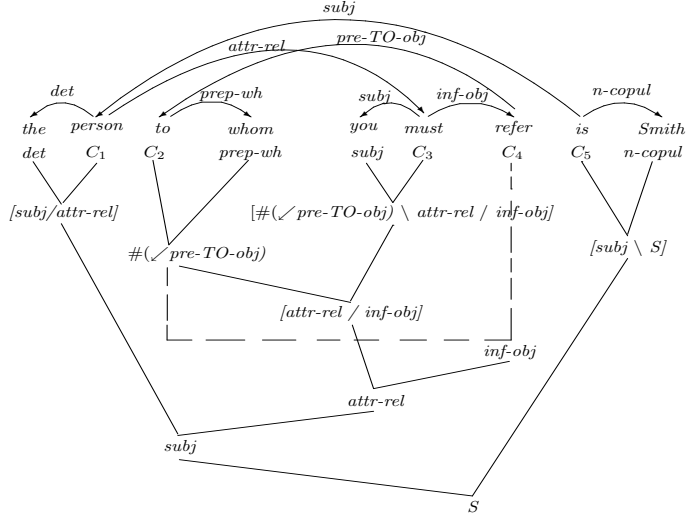 subj
attr-rel pre-TO-obj
det prep-wh subj inf-obj n-copul
the person to whom you must refer is Smith
det C₁ C₂ prep-wh subj C₃ C₄ C₅ n-copul
[subj/attr-rel] [#(↙pre-TO-obj) \ attr-rel / inf-obj]
#(↙pre-TO-obj) [subj \ S]
[attr-rel / inf-obj]
inf-obj
attr-rel
subj
S